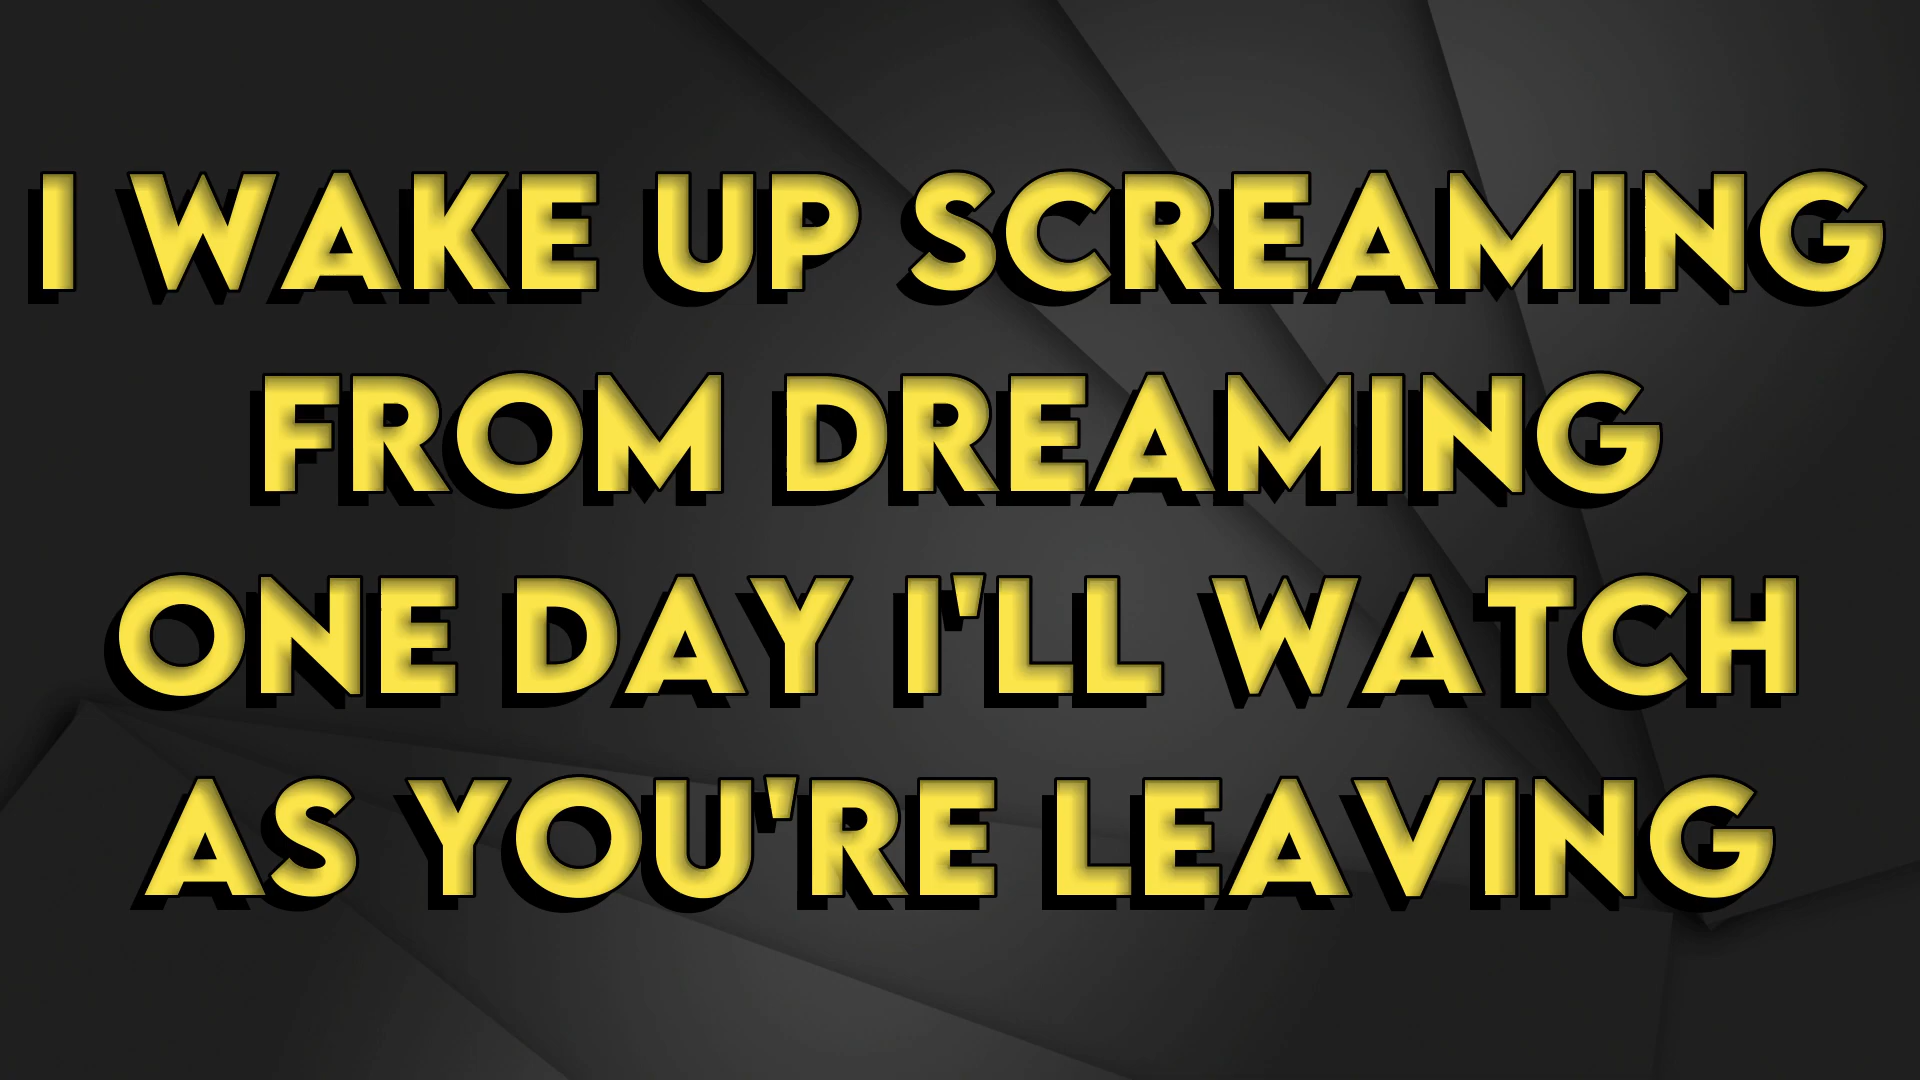 I WAKE UP SCREAMING
FROM DREAMING
ONE DAY I'LL WATCH
AS YOU'RE LEAVING